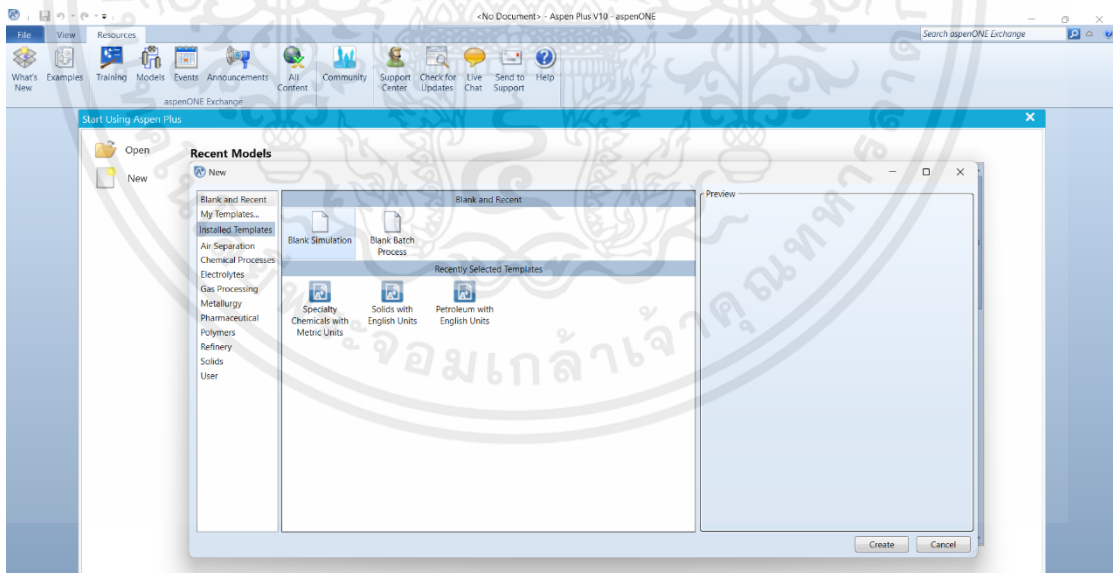 <No Document> - Aspen Plus V10 - aspenONE
File View Resources Search aspenONE Exchange
What's New Examples Training Models Events Announcements All Content Community Support Center Check for Updates Live Chat Send to Support Help
aspenONE Exchange
Start Using Aspen Plus
Open
Recent Models
New
New
Blank and Recent
My Templates...
Installed Templates
Air Separation
Chemical Processes
Electrolytes
Gas Processing
Metallurgy
Pharmaceutical
Polymers
Refinery
Solids
User
Blank and Recent
Blank Simulation
Blank Batch
Process
Recently Selected Templates
Specialty
Chemicals with
Metric Units
Solids with
English Units
Petroleum with
English Units
Preview
Create Cancel